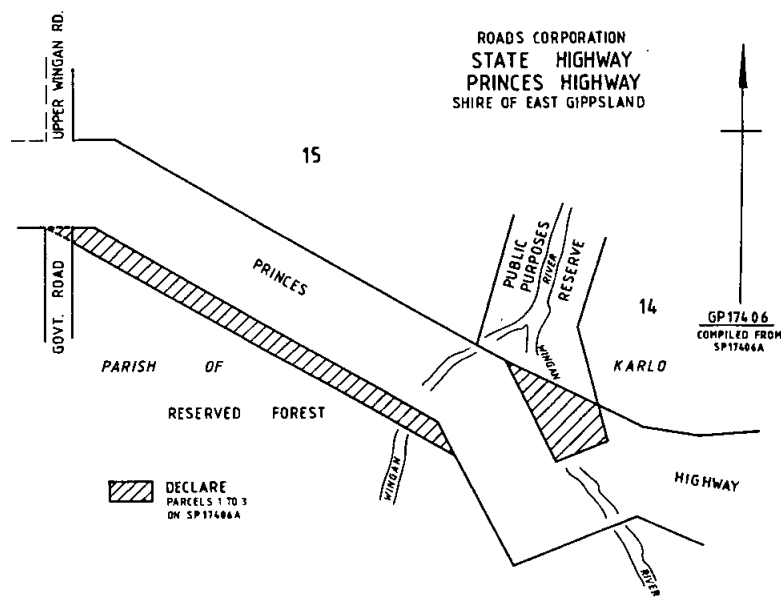 ROADS CORPORATION
STATE HIGHWAY
PRINCES HIGHWAY
SHIRE OF EAST GIPPSLAND
UPPER WINGAN RD.
15
PRINCES
PUBLIC
PURPOSES
RIVER
RESERVE
WINGAN
14
GP17406
COMPILED FROM
SP17406A
GOVT. ROAD
PARISH OF
KARLO
RESERVED FOREST
WINGAN
HIGHWAY
DECLARE
PARCELS 1 TO 3
ON SP17406A
RIVER